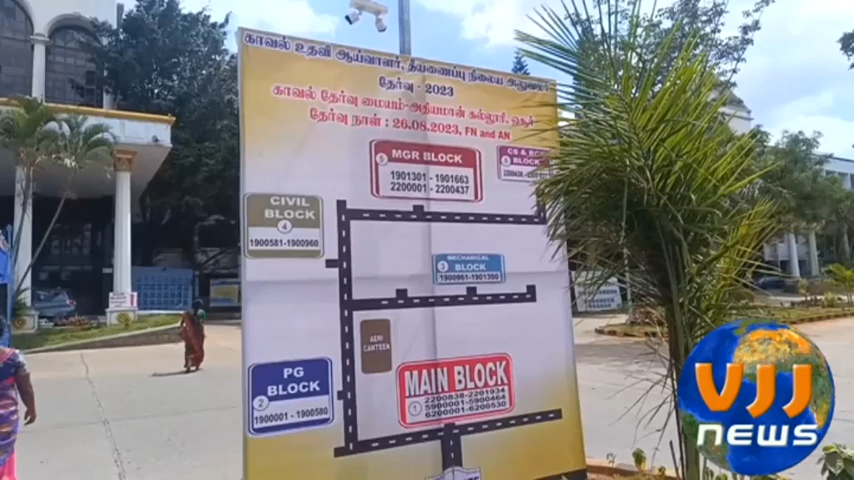 காவல் உதவி ஆய்வாளர், தீயணைப்பு நிலைய அலுவலர்
தேர்வு - 2023
காவல் தேர்வு மையம்-அதியமான் கல்லூரி, ஓசூர்
தேர்வு நாள் : 26.08.2023, FN and AN
5
MGR BLOCK
1901301 - 1901663
2200001 - 2200437
CIVIL
BLOCK
4
1900581-1900960
MECHANICAL
3 BLOCK
1900961-1901300
AERI
CANTEEN
PG
BLOCK
2
1900001 - 1900580
MAIN BLOCK
2200838-2201934
1 5900001-5900464
6200001-6200530
MAIN
BLOCK
VJJ
NEWS